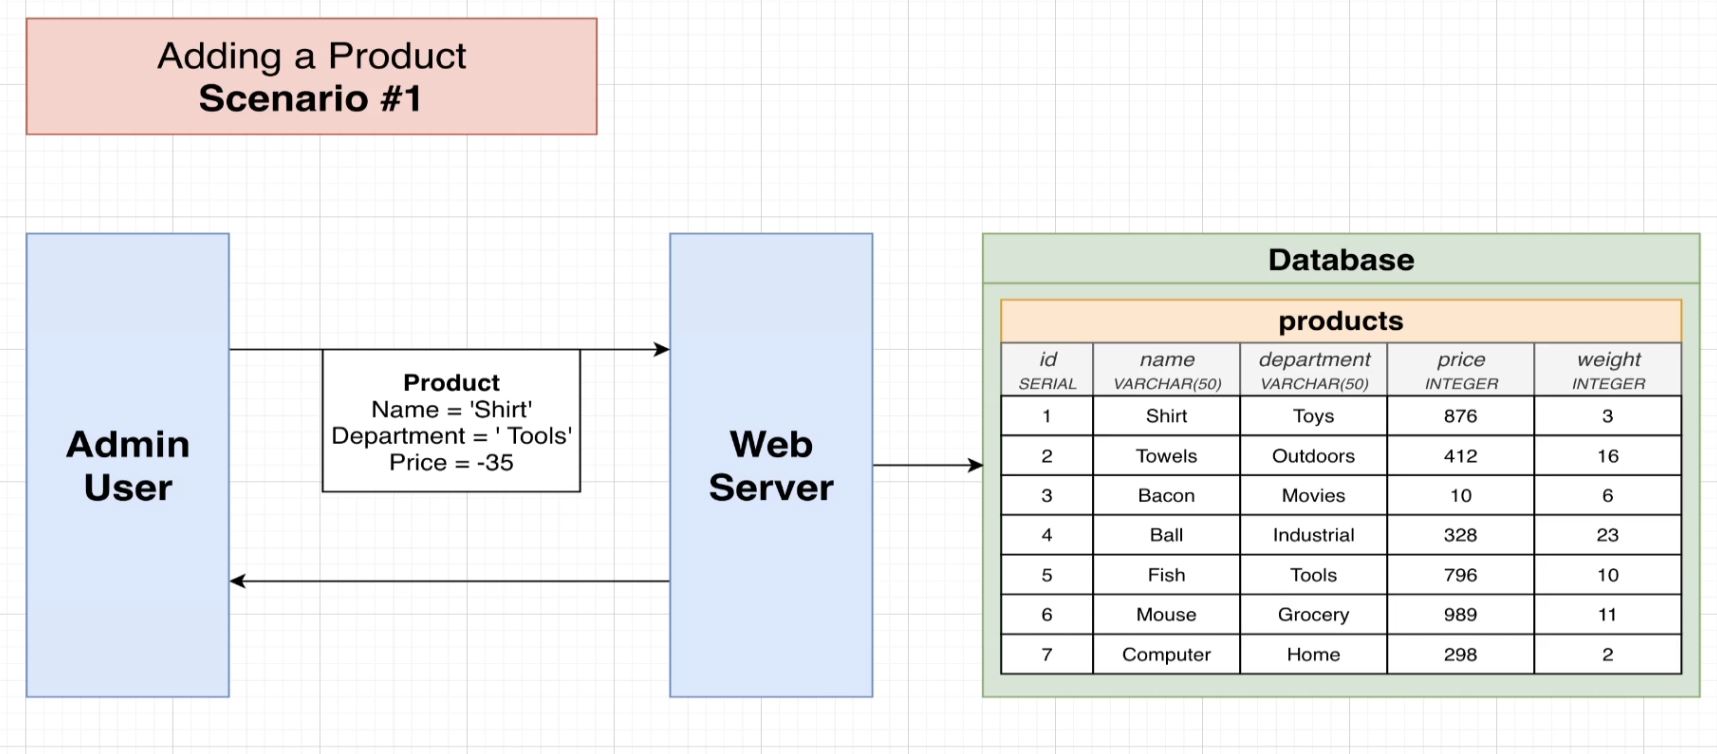 Adding a Product
Scenario #1
Admin
User
Product
Name = 'Shirt'
Department = ' Tools'
Price = -35
Web
Server
Database
products
id name department price weight
SERIAL VARCHAR(50) VARCHAR(50) INTEGER INTEGER
1 Shirt Toys 876 3
2 Towels Outdoors 412 16
3 Bacon Movies 10 6
4 Ball Industrial 328 23
5 Fish Tools 796 10
6 Mouse Grocery 989 11
7 Computer Home 298 2